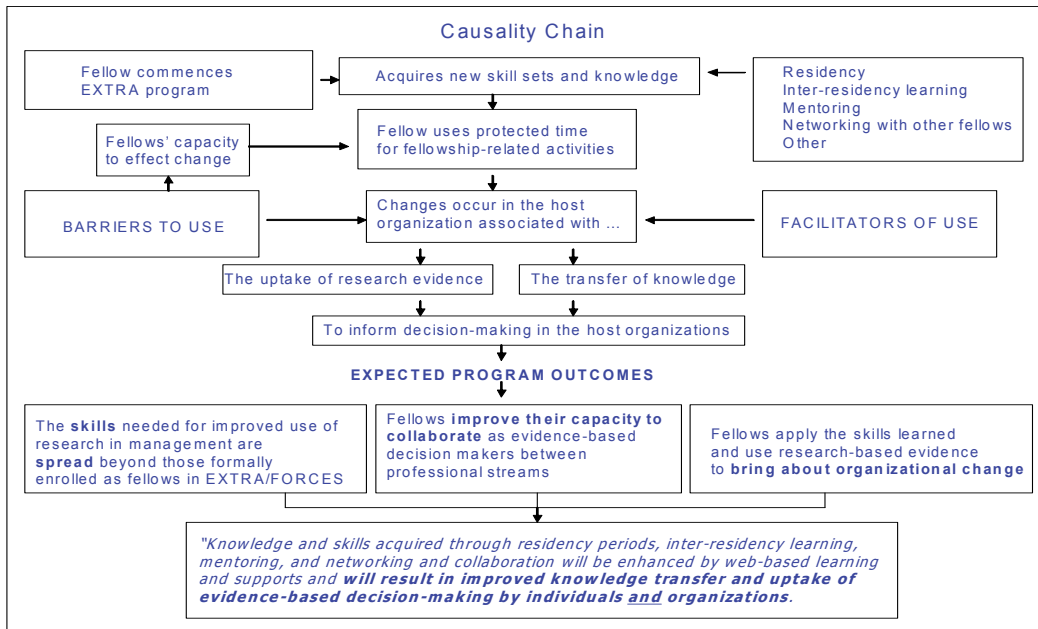 Causality Chain
Fellow commences
EXTRA program
Acquires new skill sets and knowledge
Residency
Inter-residency learning
Mentoring
Networking with other fellows
Other
Fellows' capacity
to effect change
Fellow uses protected time
for fellowship-related activities
BARRIERS TO USE
Changes occur in the host
organization associated with ...
FACILITATORS OF USE
The uptake of research evidence
The transfer of knowledge
To inform decision-making in the host organizations
EXPECTED PROGRAM OUTCOMES
The skills needed for improved use of
research in management are
spread beyond those formally
enrolled as fellows in EXTRA/FORCES
Fellows improve their capacity to
collaborate as evidence-based
decision makers between
professional streams
Fellows apply the skills learned
and use research-based evidence
to bring about organizational change
"Knowledge and skills acquired through residency periods, inter-residency learning,
mentoring, and networking and collaboration will be enhanced by web-based learning
and supports and will result in improved knowledge transfer and uptake of
evidence-based decision-making by individuals and organizations.